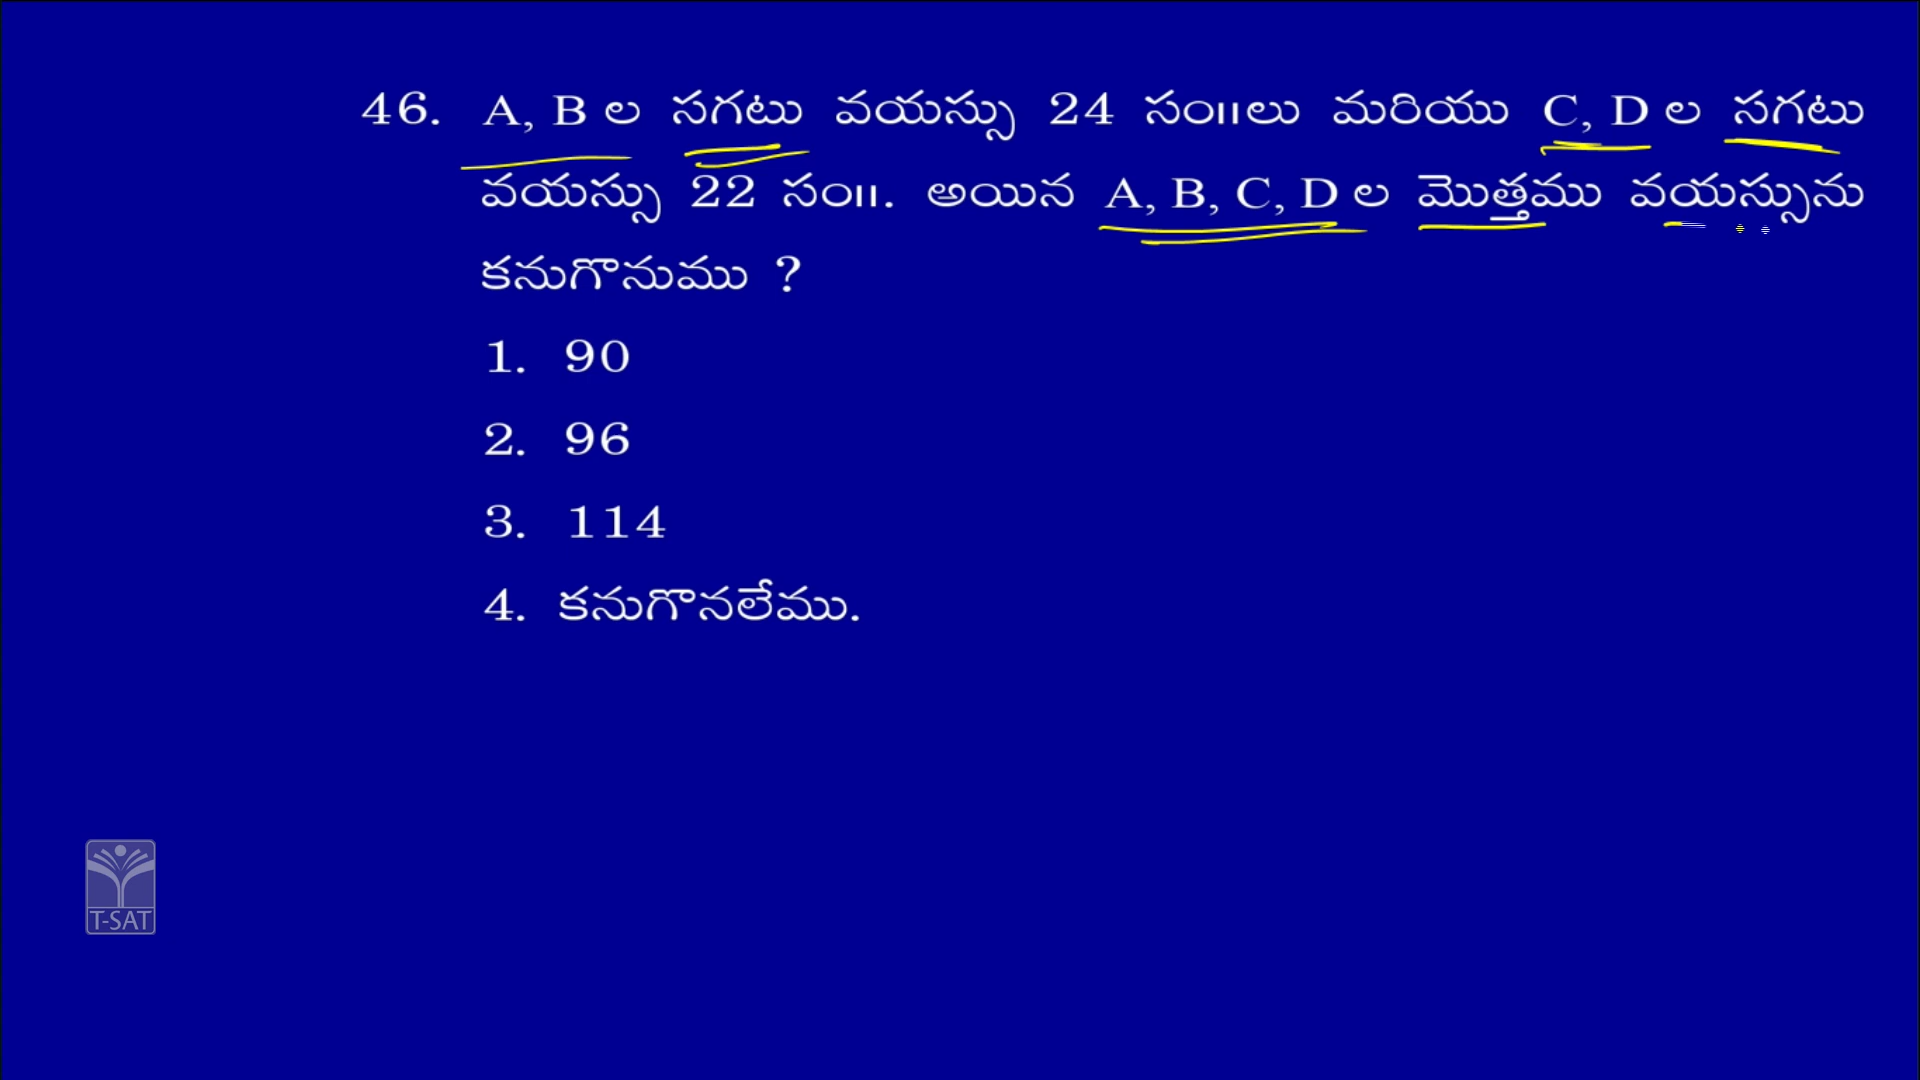 46. A, B ల సగటు వయస్సు 24 సం॥లు మరియు C, D ల సగటు
వయస్సు 22 సం॥. అయిన A, B, C, D ల మొత్తము వయస్సును
కనుగొనుము ?
1. 90
2. 96
3. 114
4. కనుగొనలేము.
T-SAT